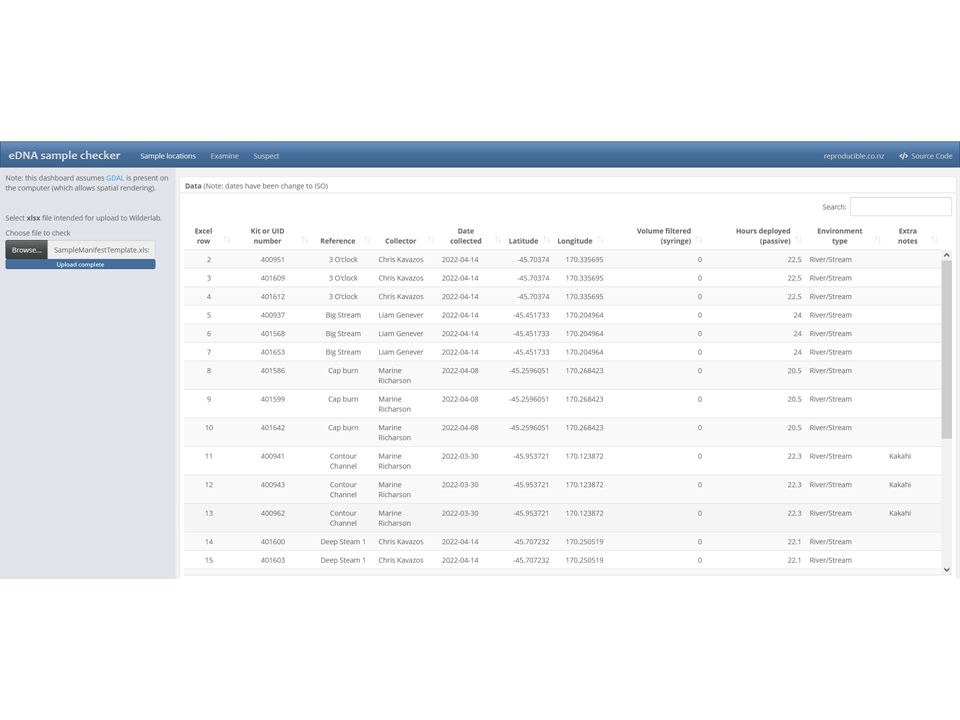 eDNA sample checker Sample locations Examine Suspect reproducible.co.nz </> Source Code
Note: this dashboard assumes GDAL is present on
the computer (which allows spatial rendering).
Select xlsx file intended for upload to Wilderlab.
Choose file to check
Browse... SampleManifestTemplate.xls
Upload complete
Data (Note: dates have been change to ISO)
Search:
Excel row Kit or UID number Reference Collector Date collected Latitude Longitude Volume filtered (syringe) Hours deployed (passive) Environment type Extra notes
2 400951 3 O'clock Chris Kavazos 2022-04-14 -45.70374 170.335695 0 22.5 River/Stream
3 401609 3 O'clock Chris Kavazos 2022-04-14 -45.70374 170.335695 0 22.5 River/Stream
4 401612 3 O'clock Chris Kavazos 2022-04-14 -45.70374 170.335695 0 22.5 River/Stream
5 400937 Big Stream Liam Genever 2022-04-14 -45.451733 170.204964 0 24 River/Stream
6 401568 Big Stream Liam Genever 2022-04-14 -45.451733 170.204964 0 24 River/Stream
7 401653 Big Stream Liam Genever 2022-04-14 -45.451733 170.204964 0 24 River/Stream
8 401586 Cap burn Marine Richarson 2022-04-08 -45.2596051 170.268423 0 20.5 River/Stream
9 401599 Cap burn Marine Richarson 2022-04-08 -45.2596051 170.268423 0 20.5 River/Stream
10 401642 Cap burn Marine Richarson 2022-04-08 -45.2596051 170.268423 0 20.5 River/Stream
11 400941 Contour Channel Marine Richarson 2022-03-30 -45.953721 170.123872 0 22.3 River/Stream Kakahi
12 400943 Contour Channel Marine Richarson 2022-03-30 -45.953721 170.123872 0 22.3 River/Stream Kakahi
13 400962 Contour Channel Marine Richarson 2022-03-30 -45.953721 170.123872 0 22.3 River/Stream Kakahi
14 401600 Deep Steam 1 Chris Kavazos 2022-04-14 -45.707232 170.250519 0 22.1 River/Stream
15 401603 Deep Steam 1 Chris Kavazos 2022-04-14 -45.707232 170.250519 0 22.1 River/Stream